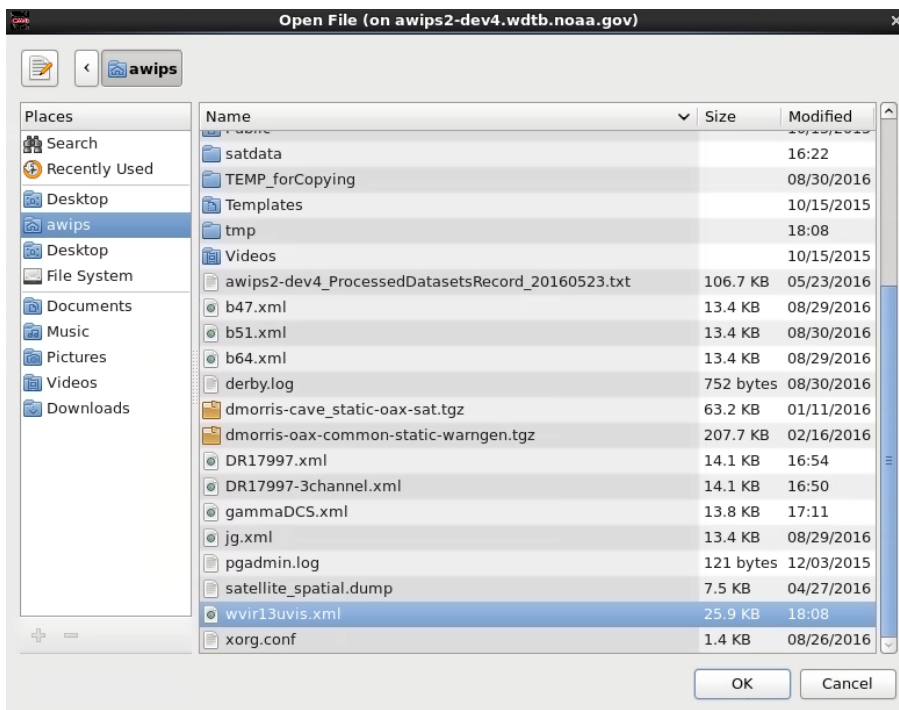 CAVE Open File (on awips2-dev4.wdtb.noaa.gov)
awips
Places
Search
Recently Used
Desktop
awips
Desktop
File System
Documents
Music
Pictures
Videos
Downloads
Name Size Modified
Public 10/15/2015
satdata 16:22
TEMP_forCopying 08/30/2016
Templates 10/15/2015
tmp 18:08
Videos 10/15/2015
awips2-dev4_ProcessedDatasetsRecord_20160523.txt 106.7 KB 05/23/2016
b47.xml 13.4 KB 08/29/2016
b51.xml 13.4 KB 08/30/2016
b64.xml 13.4 KB 08/29/2016
derby.log 752 bytes 08/30/2016
dmorris-cave_static-oax-sat.tgz 63.2 KB 01/11/2016
dmorris-oax-common-static-warngen.tgz 207.7 KB 02/16/2016
DR17997.xml 14.1 KB 16:54
DR17997-3channel.xml 14.1 KB 16:50
gammaDCS.xml 13.8 KB 17:11
jg.xml 13.4 KB 08/29/2016
pgadmin.log 121 bytes 12/03/2015
satellite_spatial.dump 7.5 KB 04/27/2016
wvir13uvis.xml 25.9 KB 18:08
xorg.conf 1.4 KB 08/26/2016
OK Cancel